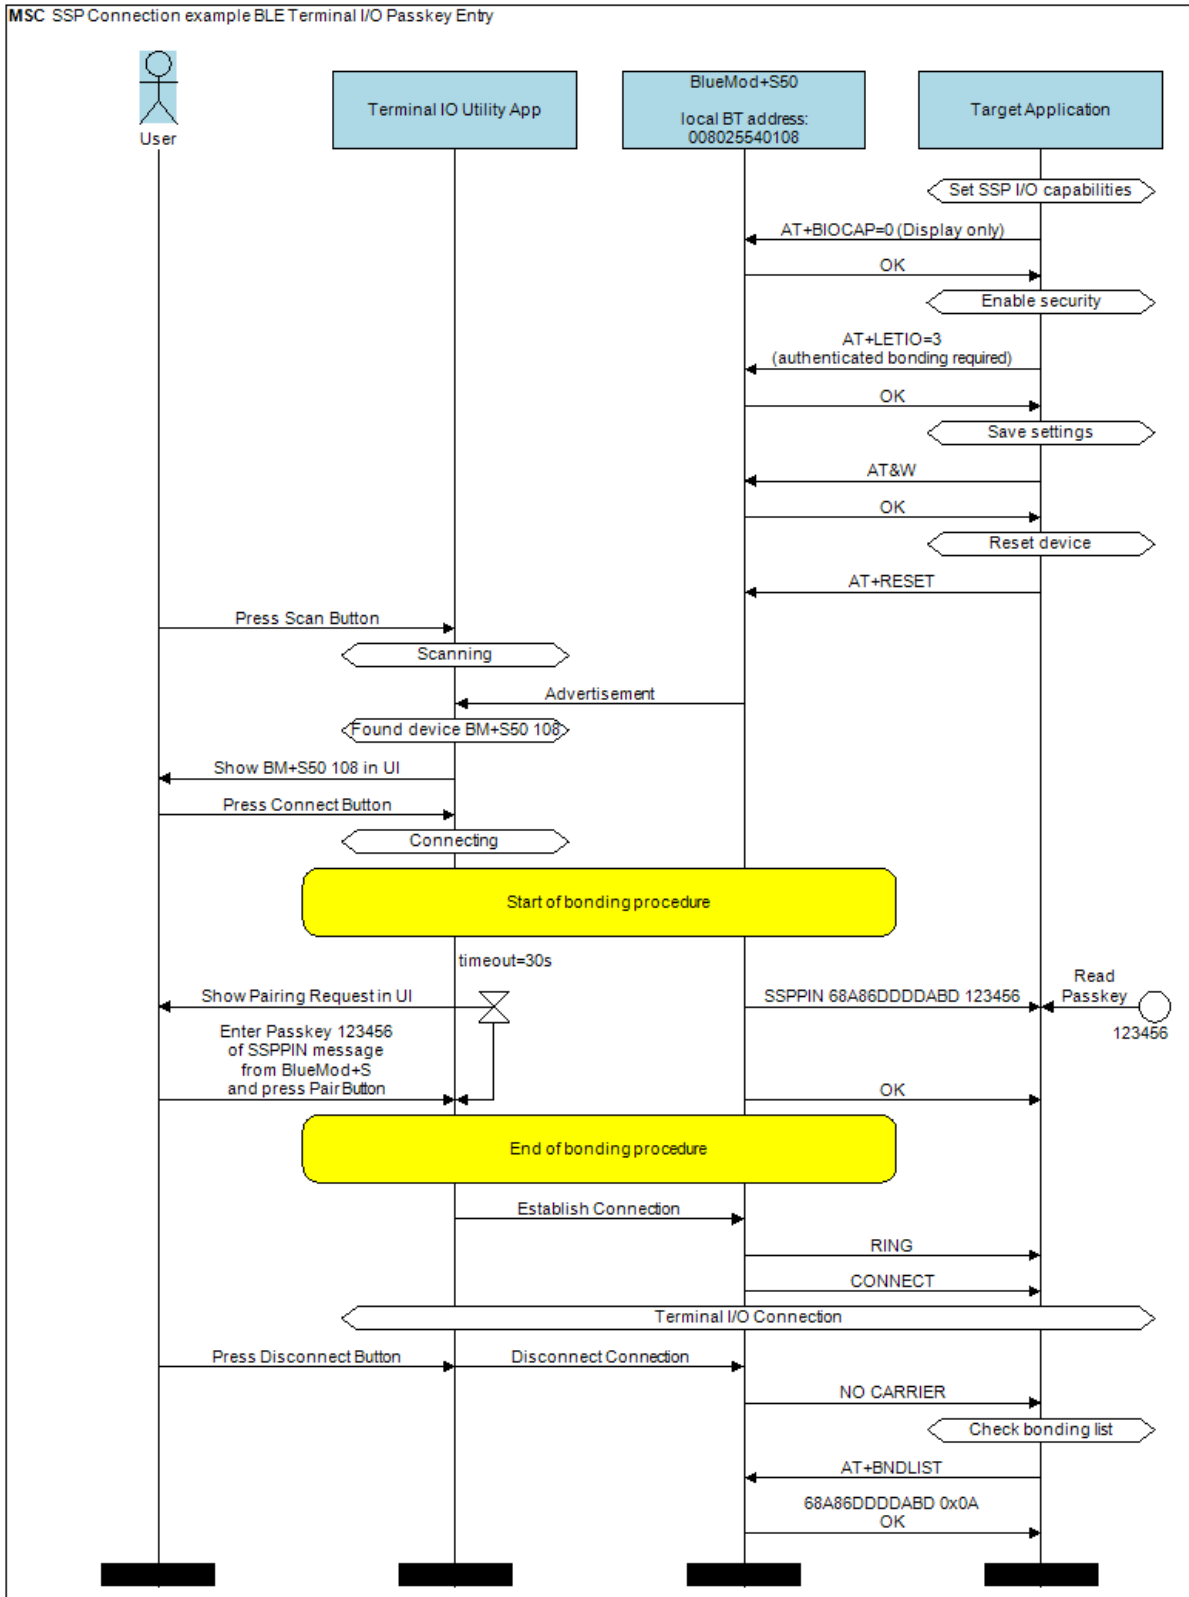 MSC SSP Connection example BLE Terminal I/O Passkey Entry
User
Terminal IO Utility App
BlueMod+S50
local BT address:
008025540108
Target Application
Set SSP I/O capabilities
AT+BIOCAP=0 (Display only)
OK
Enable security
AT+LETIO=3
(authenticated bonding required)
OK
Save settings
AT&W
OK
Reset device
AT+RESET
Press Scan Button
Scanning
Advertisement
Found device BM+S50 108
Show BM+S50 108 in UI
Press Connect Button
Connecting
Start of bonding procedure
timeout=30s
Show Pairing Request in UI
SSPPIN 68A86DDDDABD 123456
Read
Passkey
123456
Enter Passkey 123456
of SSPPIN message
from BlueMod+S
and press Pair Button
OK
End of bonding procedure
Establish Connection
RING
CONNECT
Terminal I/O Connection
Press Disconnect Button
Disconnect Connection
NO CARRIER
Check bonding list
AT+BNDLIST
68A86DDDDABD 0x0A
OK